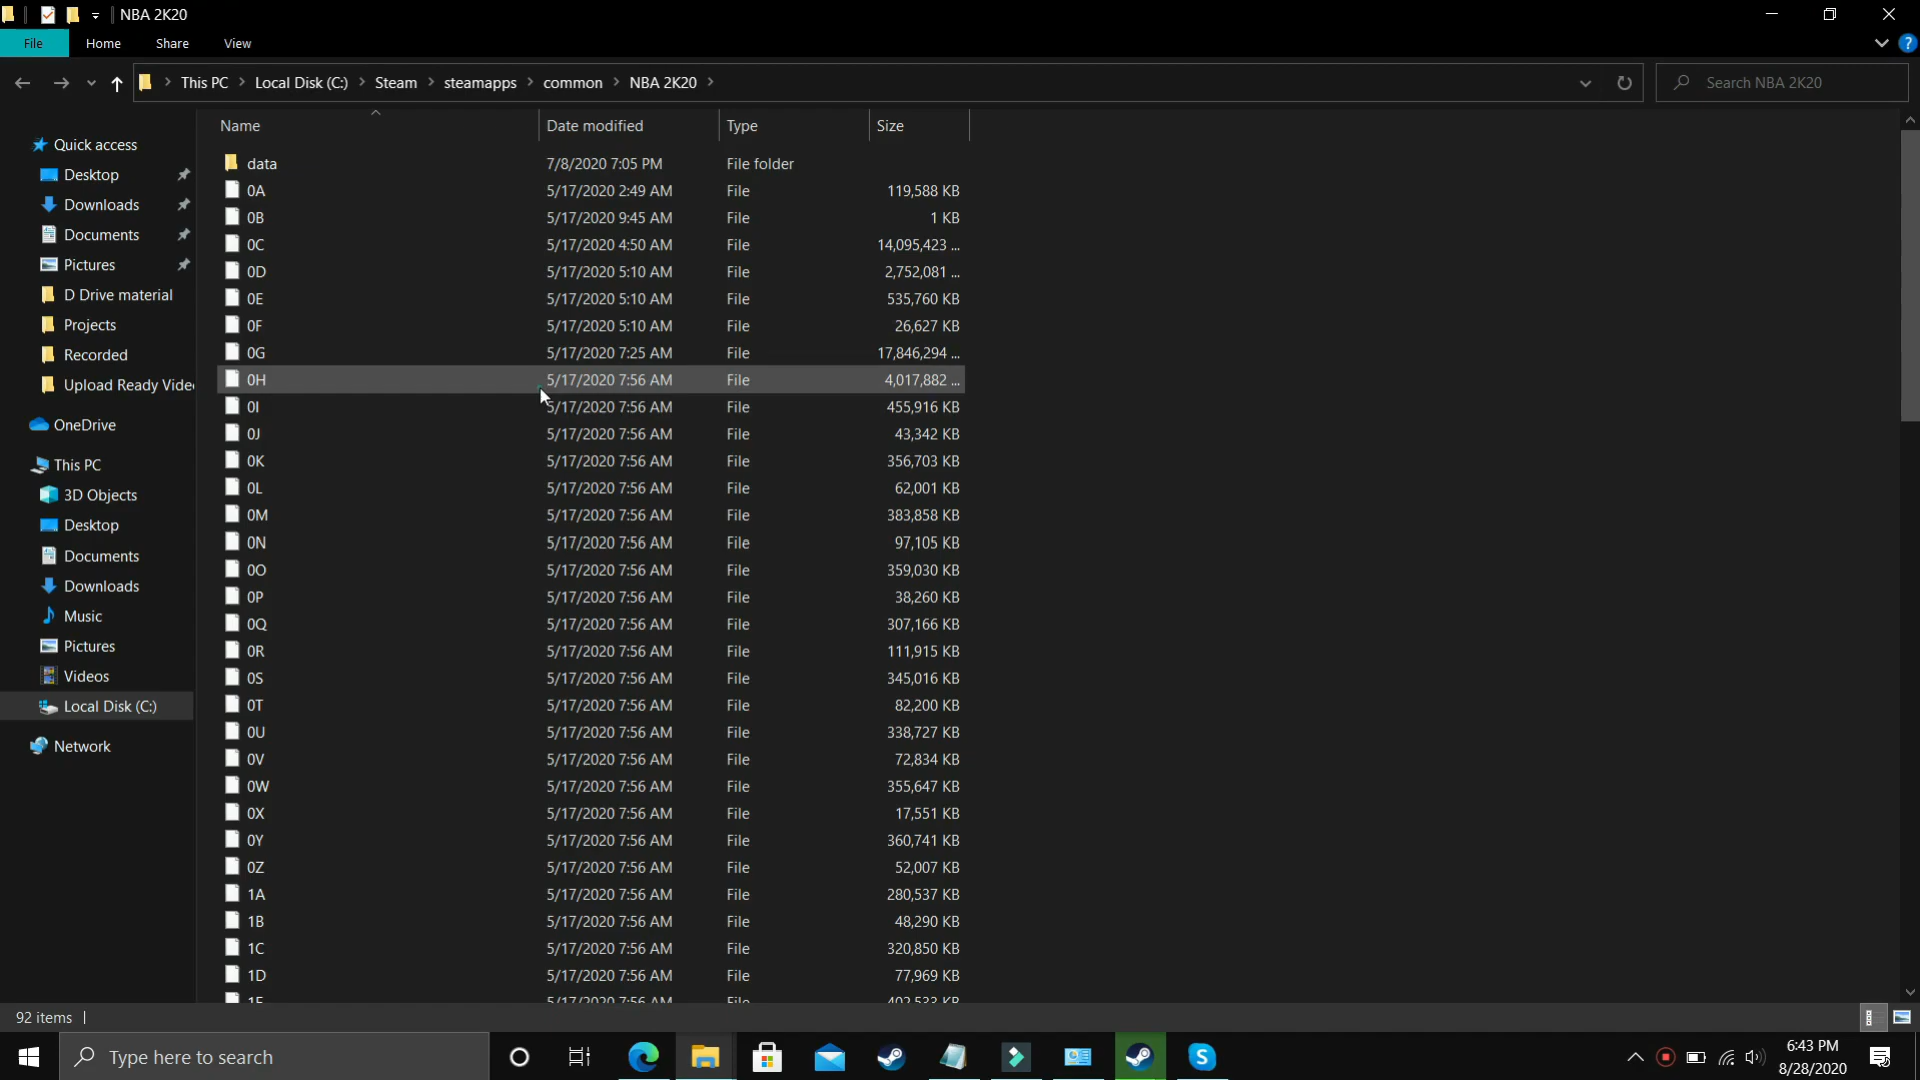 NBA 2K20
File Home Share View
This PC Local Disk (C:) Steam steamapps common NBA 2K20 Search NBA 2K20
Name Date modified Type Size
Quick access
Desktop
Downloads
Documents
Pictures
D Drive material
Projects
Recorded
Upload Ready Vide
OneDrive
This PC
3D Objects
Desktop
Documents
Downloads
Music
Pictures
Videos
Local Disk (C:)
Network
data 7/8/2020 7:05 PM File folder
0A 5/17/2020 2:49 AM File 119,588 KB
0B 5/17/2020 9:45 AM File 1 KB
0C 5/17/2020 4:50 AM File 14,095,423 ...
0D 5/17/2020 5:10 AM File 2,752,081 ...
0E 5/17/2020 5:10 AM File 535,760 KB
0F 5/17/2020 5:10 AM File 26,627 KB
0G 5/17/2020 7:25 AM File 17,846,294 ...
0H 5/17/2020 7:56 AM File 4,017,882 ...
0I 5/17/2020 7:56 AM File 455,916 KB
0J 5/17/2020 7:56 AM File 43,342 KB
0K 5/17/2020 7:56 AM File 356,703 KB
0L 5/17/2020 7:56 AM File 62,001 KB
0M 5/17/2020 7:56 AM File 383,858 KB
0N 5/17/2020 7:56 AM File 97,105 KB
0O 5/17/2020 7:56 AM File 359,030 KB
0P 5/17/2020 7:56 AM File 38,260 KB
0Q 5/17/2020 7:56 AM File 307,166 KB
0R 5/17/2020 7:56 AM File 111,915 KB
0S 5/17/2020 7:56 AM File 345,016 KB
0T 5/17/2020 7:56 AM File 82,200 KB
0U 5/17/2020 7:56 AM File 338,727 KB
0V 5/17/2020 7:56 AM File 72,834 KB
0W 5/17/2020 7:56 AM File 355,647 KB
0X 5/17/2020 7:56 AM File 17,551 KB
0Y 5/17/2020 7:56 AM File 360,741 KB
0Z 5/17/2020 7:56 AM File 52,007 KB
1A 5/17/2020 7:56 AM File 280,537 KB
1B 5/17/2020 7:56 AM File 48,290 KB
1C 5/17/2020 7:56 AM File 320,850 KB
1D 5/17/2020 7:56 AM File 77,969 KB
5/17/2020 7:56 AM File
92 items
Type here to search
6:43 PM
8/28/2020